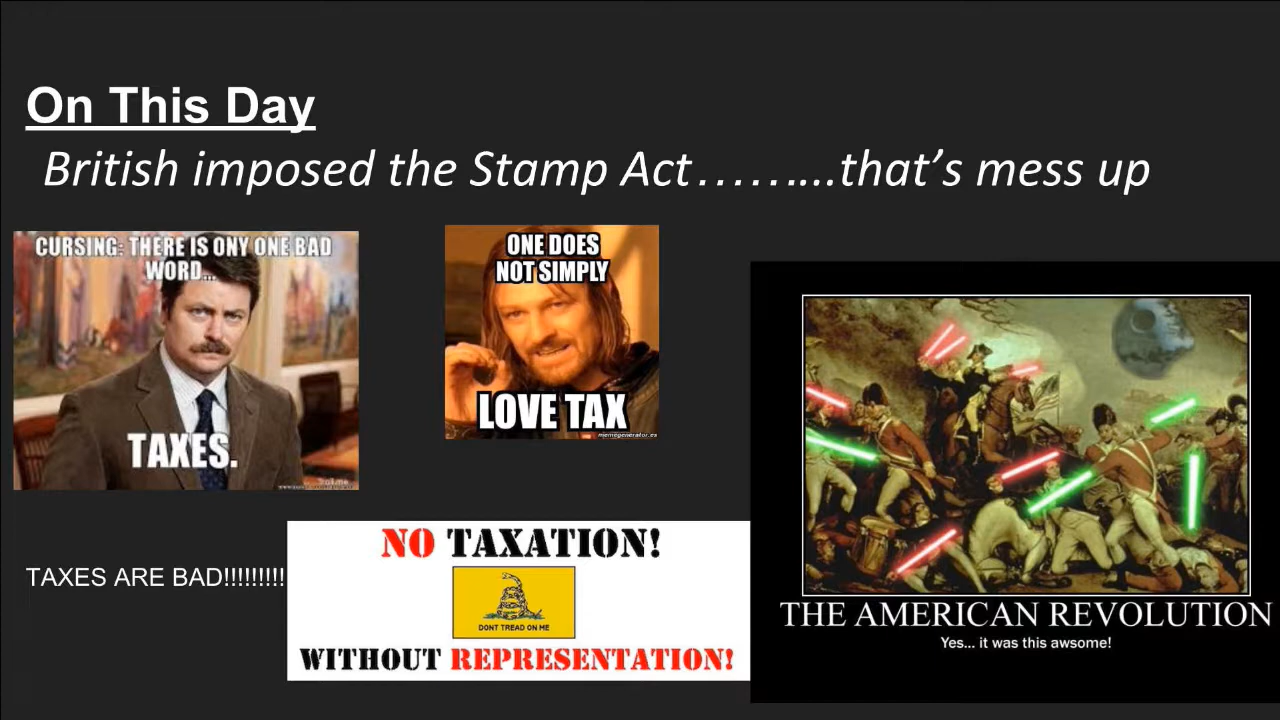 On This Day
British imposed the Stamp Act……....that’s mess up
CURSING: THERE IS ONY ONE BAD
WORD...
TAXES.
ONE DOES
NOT SIMPLY
LOVE TAX
memegenerator.es
TAXES ARE BAD!!!!!!!!!
NO TAXATION!
DONT TREAD ON ME
WITHOUT REPRESENTATION!
THE AMERICAN REVOLUTION
Yes... it was this awsome!